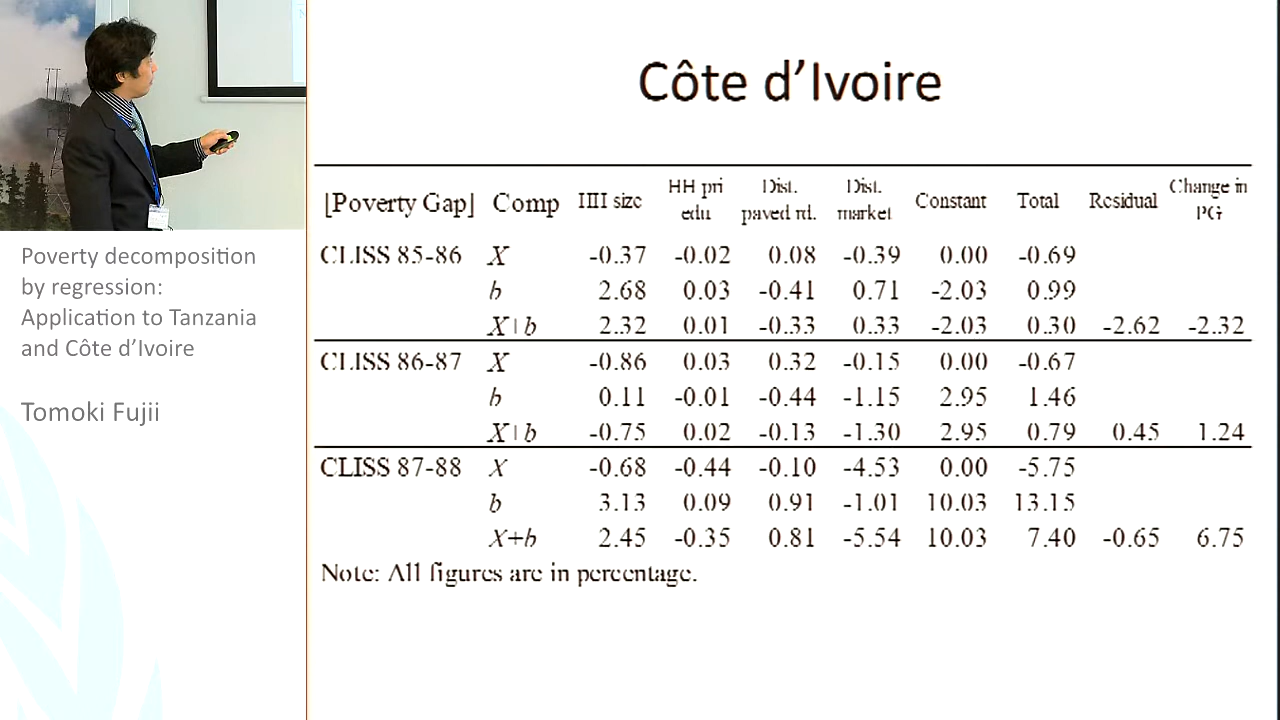 Côte d'Ivoire
[Poverty Gap] Comp HH size HH pri edu Dist. paved rd. Dist. market Constant Total Residual Change in PG
CLISS 85-86 X -0.37 -0.02 0.08 -0.39 0.00 -0.69
b 2.68 0.03 -0.41 0.71 -2.03 0.99
X+b 2.32 0.01 -0.33 0.33 -2.03 0.30 -2.62 -2.32
CLISS 86-87 X -0.86 0.03 0.32 -0.15 0.00 -0.67
b 0.11 -0.01 -0.44 -1.15 2.95 1.46
X+b -0.75 0.02 -0.13 -1.30 2.95 0.79 0.45 1.24
CLISS 87-88 X -0.68 -0.44 -0.10 -4.53 0.00 -5.75
b 3.13 0.09 0.91 -1.01 10.03 13.15
X+b 2.45 -0.35 0.81 -5.54 10.03 7.40 -0.65 6.75
Note: All figures are in percentage.
Poverty decomposition
by regression:
Application to Tanzania
and Côte d'Ivoire
Tomoki Fujii